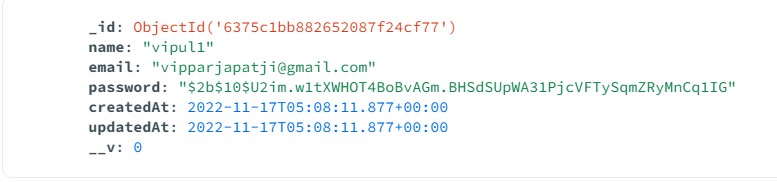 _id: ObjectId('6375c1bb882652087f24cf77')
name: "vipul1"
email: "vipparjapatji@gmail.com"
password: "$2b$10$U2im.w1tXWHOT4BoBvAGm.BHSdSUpWA31PjcVFTySqmZRyMnCq1IG"
createdAt: 2022-11-17T05:08:11.877+00:00
updatedAt: 2022-11-17T05:08:11.877+00:00
__v: 0